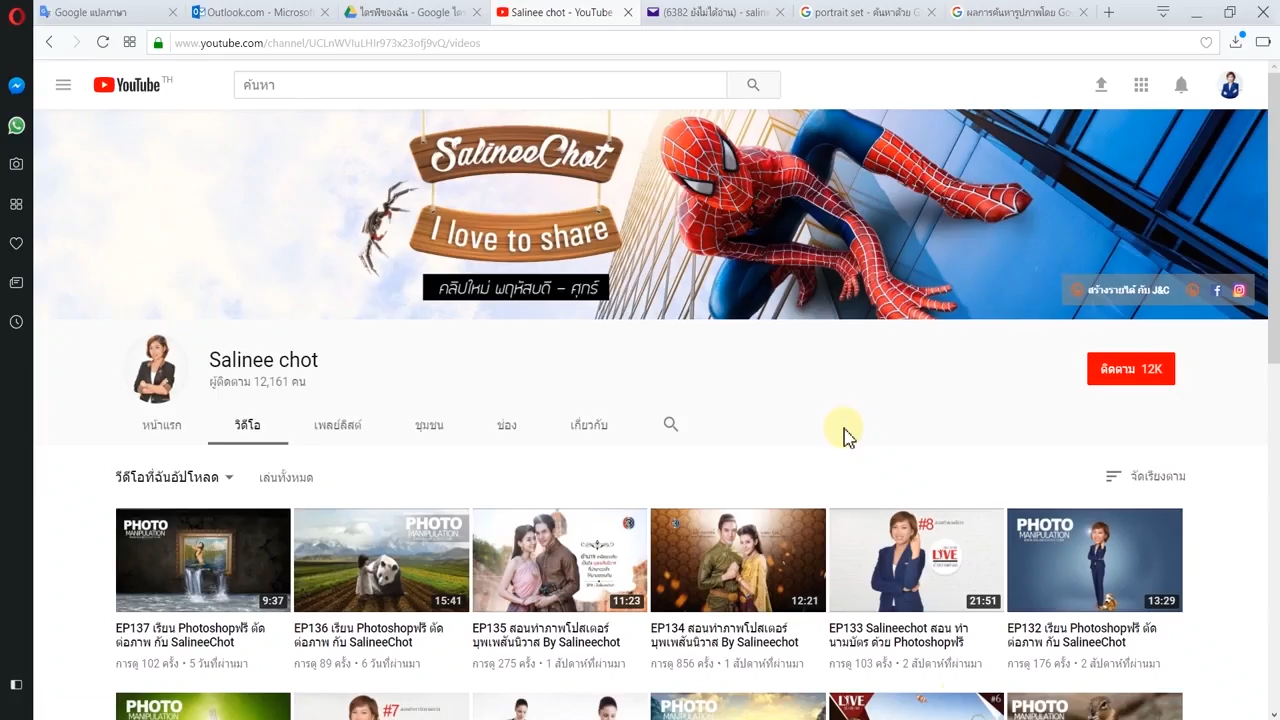 Google แปลภาษา
Outlook.com - Microsoft
ไดรฟ์ของฉัน - Google ไดร
Salinee chot - YouTube
(6382 ยังไม่ได้อ่าน) - saline
portrait set - ค้นหาด้วย G
ผลการค้นหารูปภาพโดย Go
www.youtube.com/channel/UCLnWVIuLHIr973x23ofj9vQ/videos
YouTube TH
ค้นหา
SalineeChot
I love to share
คลิปใหม่ พฤหัสบดี - ศุกร์
สร้างรายได้ กับ J&C
Salinee chot
ผู้ติดตาม 12,161 คน
ติดตาม 12K
หน้าแรก
วิดีโอ
เพลย์ลิสต์
ชุมชน
ช่อง
เกี่ยวกับ
วิดีโอที่ฉันอัปโหลด
เล่นทั้งหมด
จัดเรียงตาม
PHOTO
MANIPULATION
9:37
PHOTO
MANIPULATION
15:41
11:23
12:21
#8
LIVE
21:51
PHOTO
MANIPULATION
13:29
EP137 เรียน Photoshopฟรี ตัด
ต่อภาพ กับ SalineeChot
การดู 102 ครั้ง • 5 วันที่ผ่านมา
EP136 เรียน Photoshopฟรี ตัด
ต่อภาพ กับ SalineeChot
การดู 89 ครั้ง • 6 วันที่ผ่านมา
EP135 สอนทำภาพโปสเตอร์
บุพเพสันนิวาส By Salineechot
การดู 275 ครั้ง • 1 สัปดาห์ที่ผ่านมา
EP134 สอนทำภาพโปสเตอร์
บุพเพสันนิวาส By Salineechot
การดู 856 ครั้ง • 1 สัปดาห์ที่ผ่านมา
EP133 Salineechot สอน ทำ
นามบัตร ด้วย Photoshopฟรี
การดู 103 ครั้ง • 2 สัปดาห์ที่ผ่านมา
EP132 เรียน Photoshopฟรี ตัด
ต่อภาพ กับ SalineeChot
การดู 176 ครั้ง • 2 สัปดาห์ที่ผ่านมา
PHOTO
MANIPULATION
#7
PHOTO
MANIPULATION
LIVE
#6
PHOTO
MANIPULATION